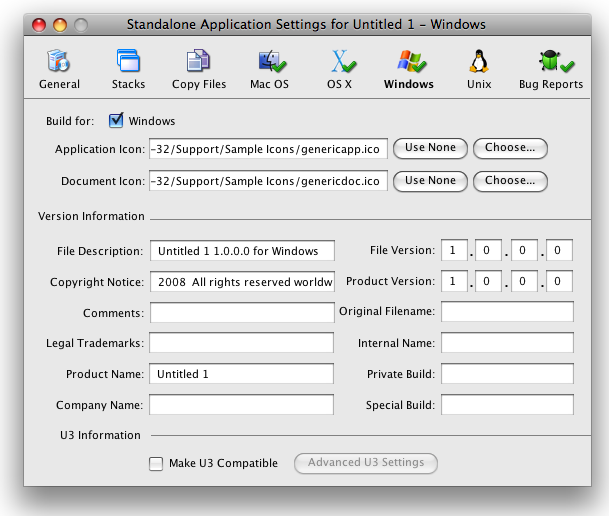 Standalone Application Settings for Untitled 1 - Windows
General Stacks Copy Files Mac OS OS X Windows Unix Bug Reports
Build for: Windows
Application Icon: −32/Support/Sample Icons/genericapp.ico Use None Choose...
Document Icon: −32/Support/Sample Icons/genericdoc.ico Use None Choose...
Version Information
File Description: Untitled 1 1.0.0.0 for Windows File Version: 1 . 0 . 0 . 0
Copyright Notice: 2008 All rights reserved worldw Product Version: 1 . 0 . 0 . 0
Comments: Original Filename:
Legal Trademarks: Internal Name:
Product Name: Untitled 1 Private Build:
Company Name: Special Build:
U3 Information
Make U3 Compatible Advanced U3 Settings